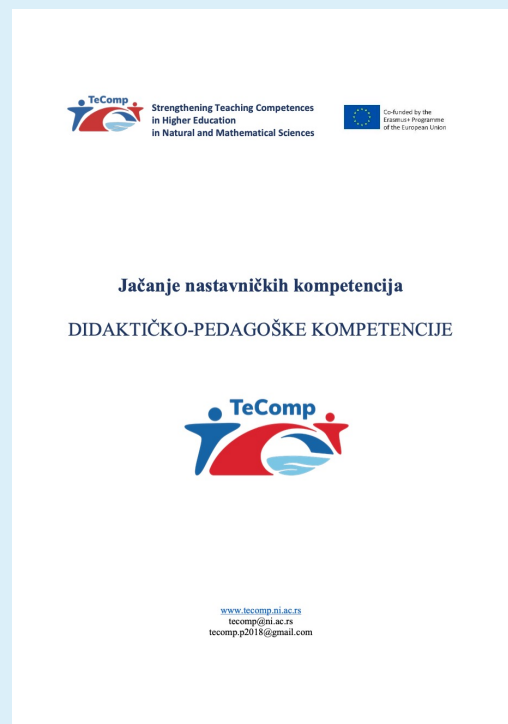 TeComp
Strengthening Teaching Competences
in Higher Education
in Natural and Mathematical Sciences
Co-funded by the
Erasmus+ Programme
of the European Union
Jačanje nastavničkih kompetencija
DIDAKTIČKO-PEDAGOŠKE KOMPETENCIJE
TeComp
www.tecomp.ni.ac.rs
tecomp@ni.ac.rs
tecomp.p2018@gmail.com